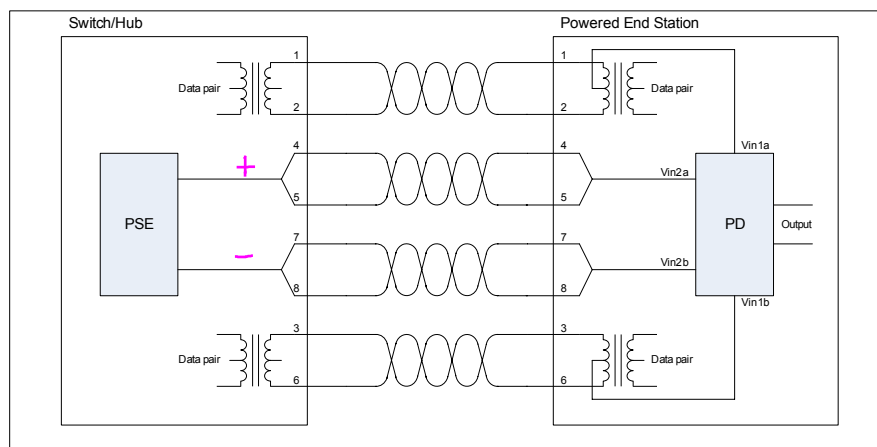 Switch/Hub
Powered End Station
1
1
Data pair
Data pair
2
2
Vin1a
4
4
+
Vin2a
5
5
PSE
PD
Output
7
7
−
Vin2b
8
8
Vin1b
3
3
Data pair
Data pair
6
6